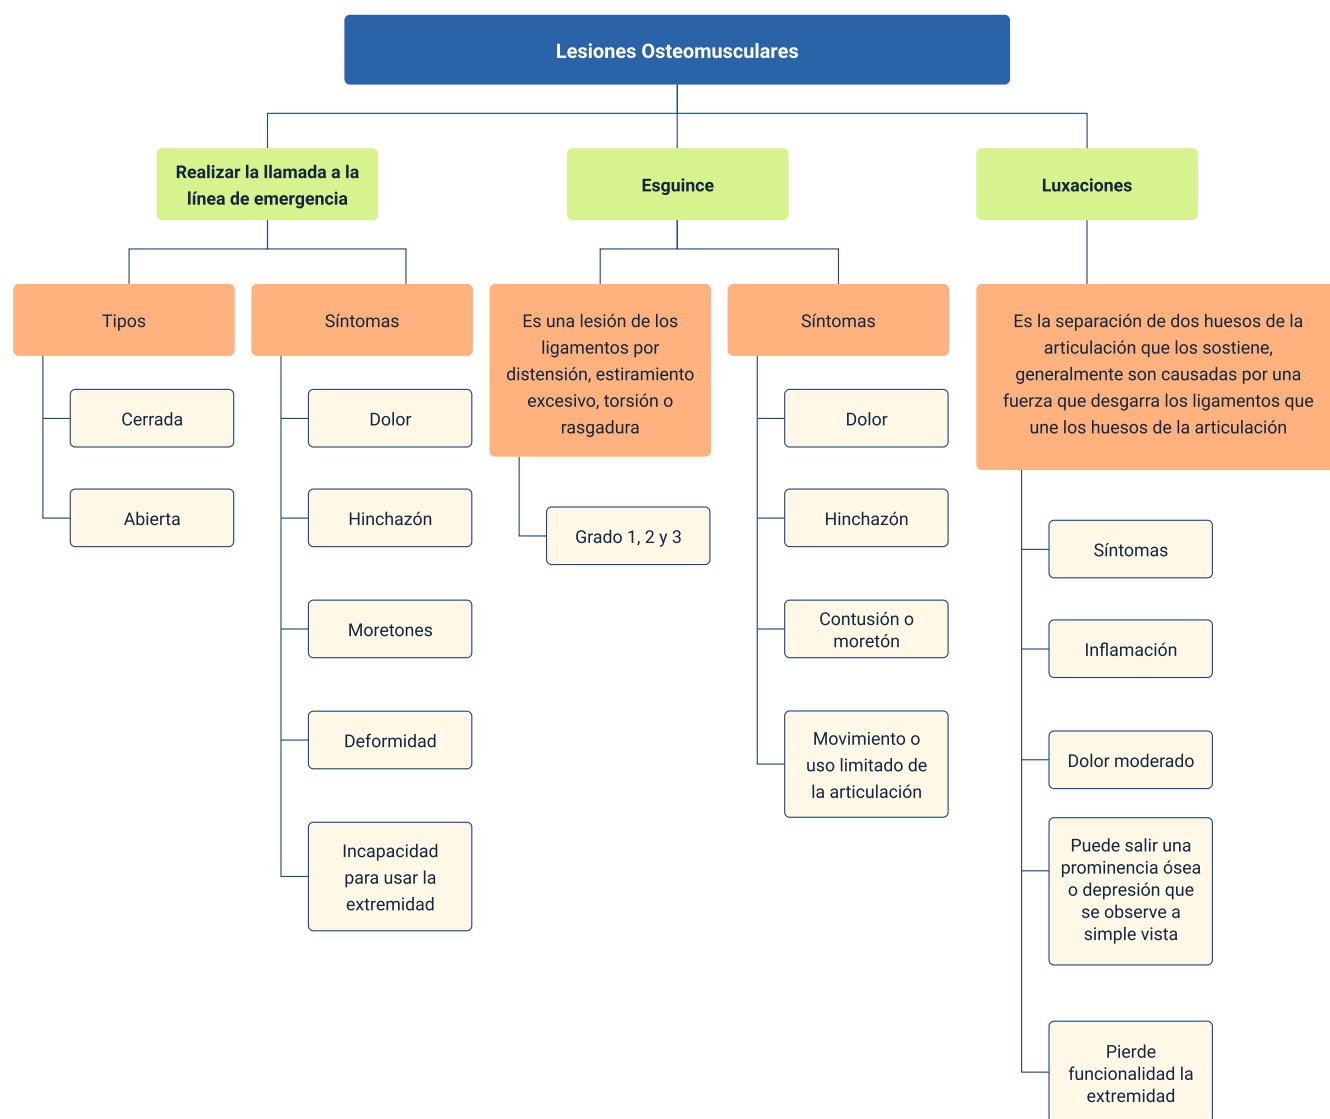 Lesiones Osteomusculares
Realizar la llamada a la
línea de emergencia
Tipos
Cerrada
Abierta
Síntomas
Dolor
Hinchazón
Moretones
Deformidad
Incapacidad
para usar la
extremidad
Esguince
Es una lesión de los
ligamentos por
distensión, estiramiento
excesivo, torsión o
rasgadura
Grado 1, 2 y 3
Síntomas
Dolor
Hinchazón
Contusión o
moretón
Movimiento o
uso limitado de
la articulación
Luxaciones
Es la separación de dos huesos de la
articulación que los sostiene,
generalmente son causadas por una
fuerza que desgarra los ligamentos que
une los huesos de la articulación
Síntomas
Inflamación
Dolor moderado
Puede salir una
prominencia ósea
o depresión que
se observe a
simple vista
Pierde
funcionalidad la
extremidad